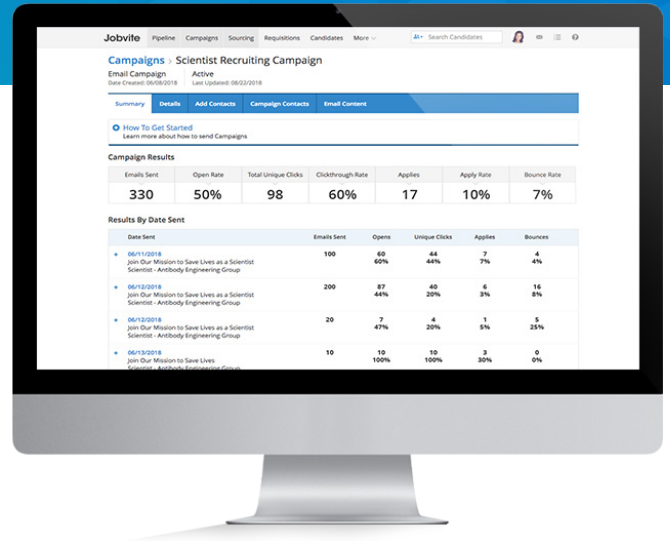 Jobvite Pipeline Campaigns Sourcing Requisitions Candidates More Search Candidates
Campaigns > Scientist Recruiting Campaign
Email Campaign Active
Date Created: 06/08/2018 Last Updated: 08/22/2018
Summary Details Add Contacts Campaign Contacts Email Content
How To Get Started
Learn more about how to send Campaigns
Campaign Results
Emails Sent Open Rate Total Unique Clicks Clickthrough Rate Applies Apply Rate Bounce Rate
330 50% 98 60% 17 10% 7%
Results By Date Sent
Date Sent Emails Sent Opens Unique Clicks Applies Bounces
06/11/2018 100 60 44 7 4
Join Our Mission to Save Lives as a Scientist 60% 44% 7% 4%
Scientist - Antibody Engineering Group
06/12/2018 200 87 40 6 16
Join Our Mission to Save Lives as a Scientist 44% 20% 3% 8%
Scientist - Antibody Engineering Group
06/12/2018 20 7 4 1 5
Join Our Mission to Save Lives as a Scientist 47% 20% 5% 25%
Scientist - Antibody Engineering Group
06/13/2018 10 10 10 3 0
Join Our Mission to Save Lives 100% 100% 30% 0%
Scientist - Antibody Engineering Group